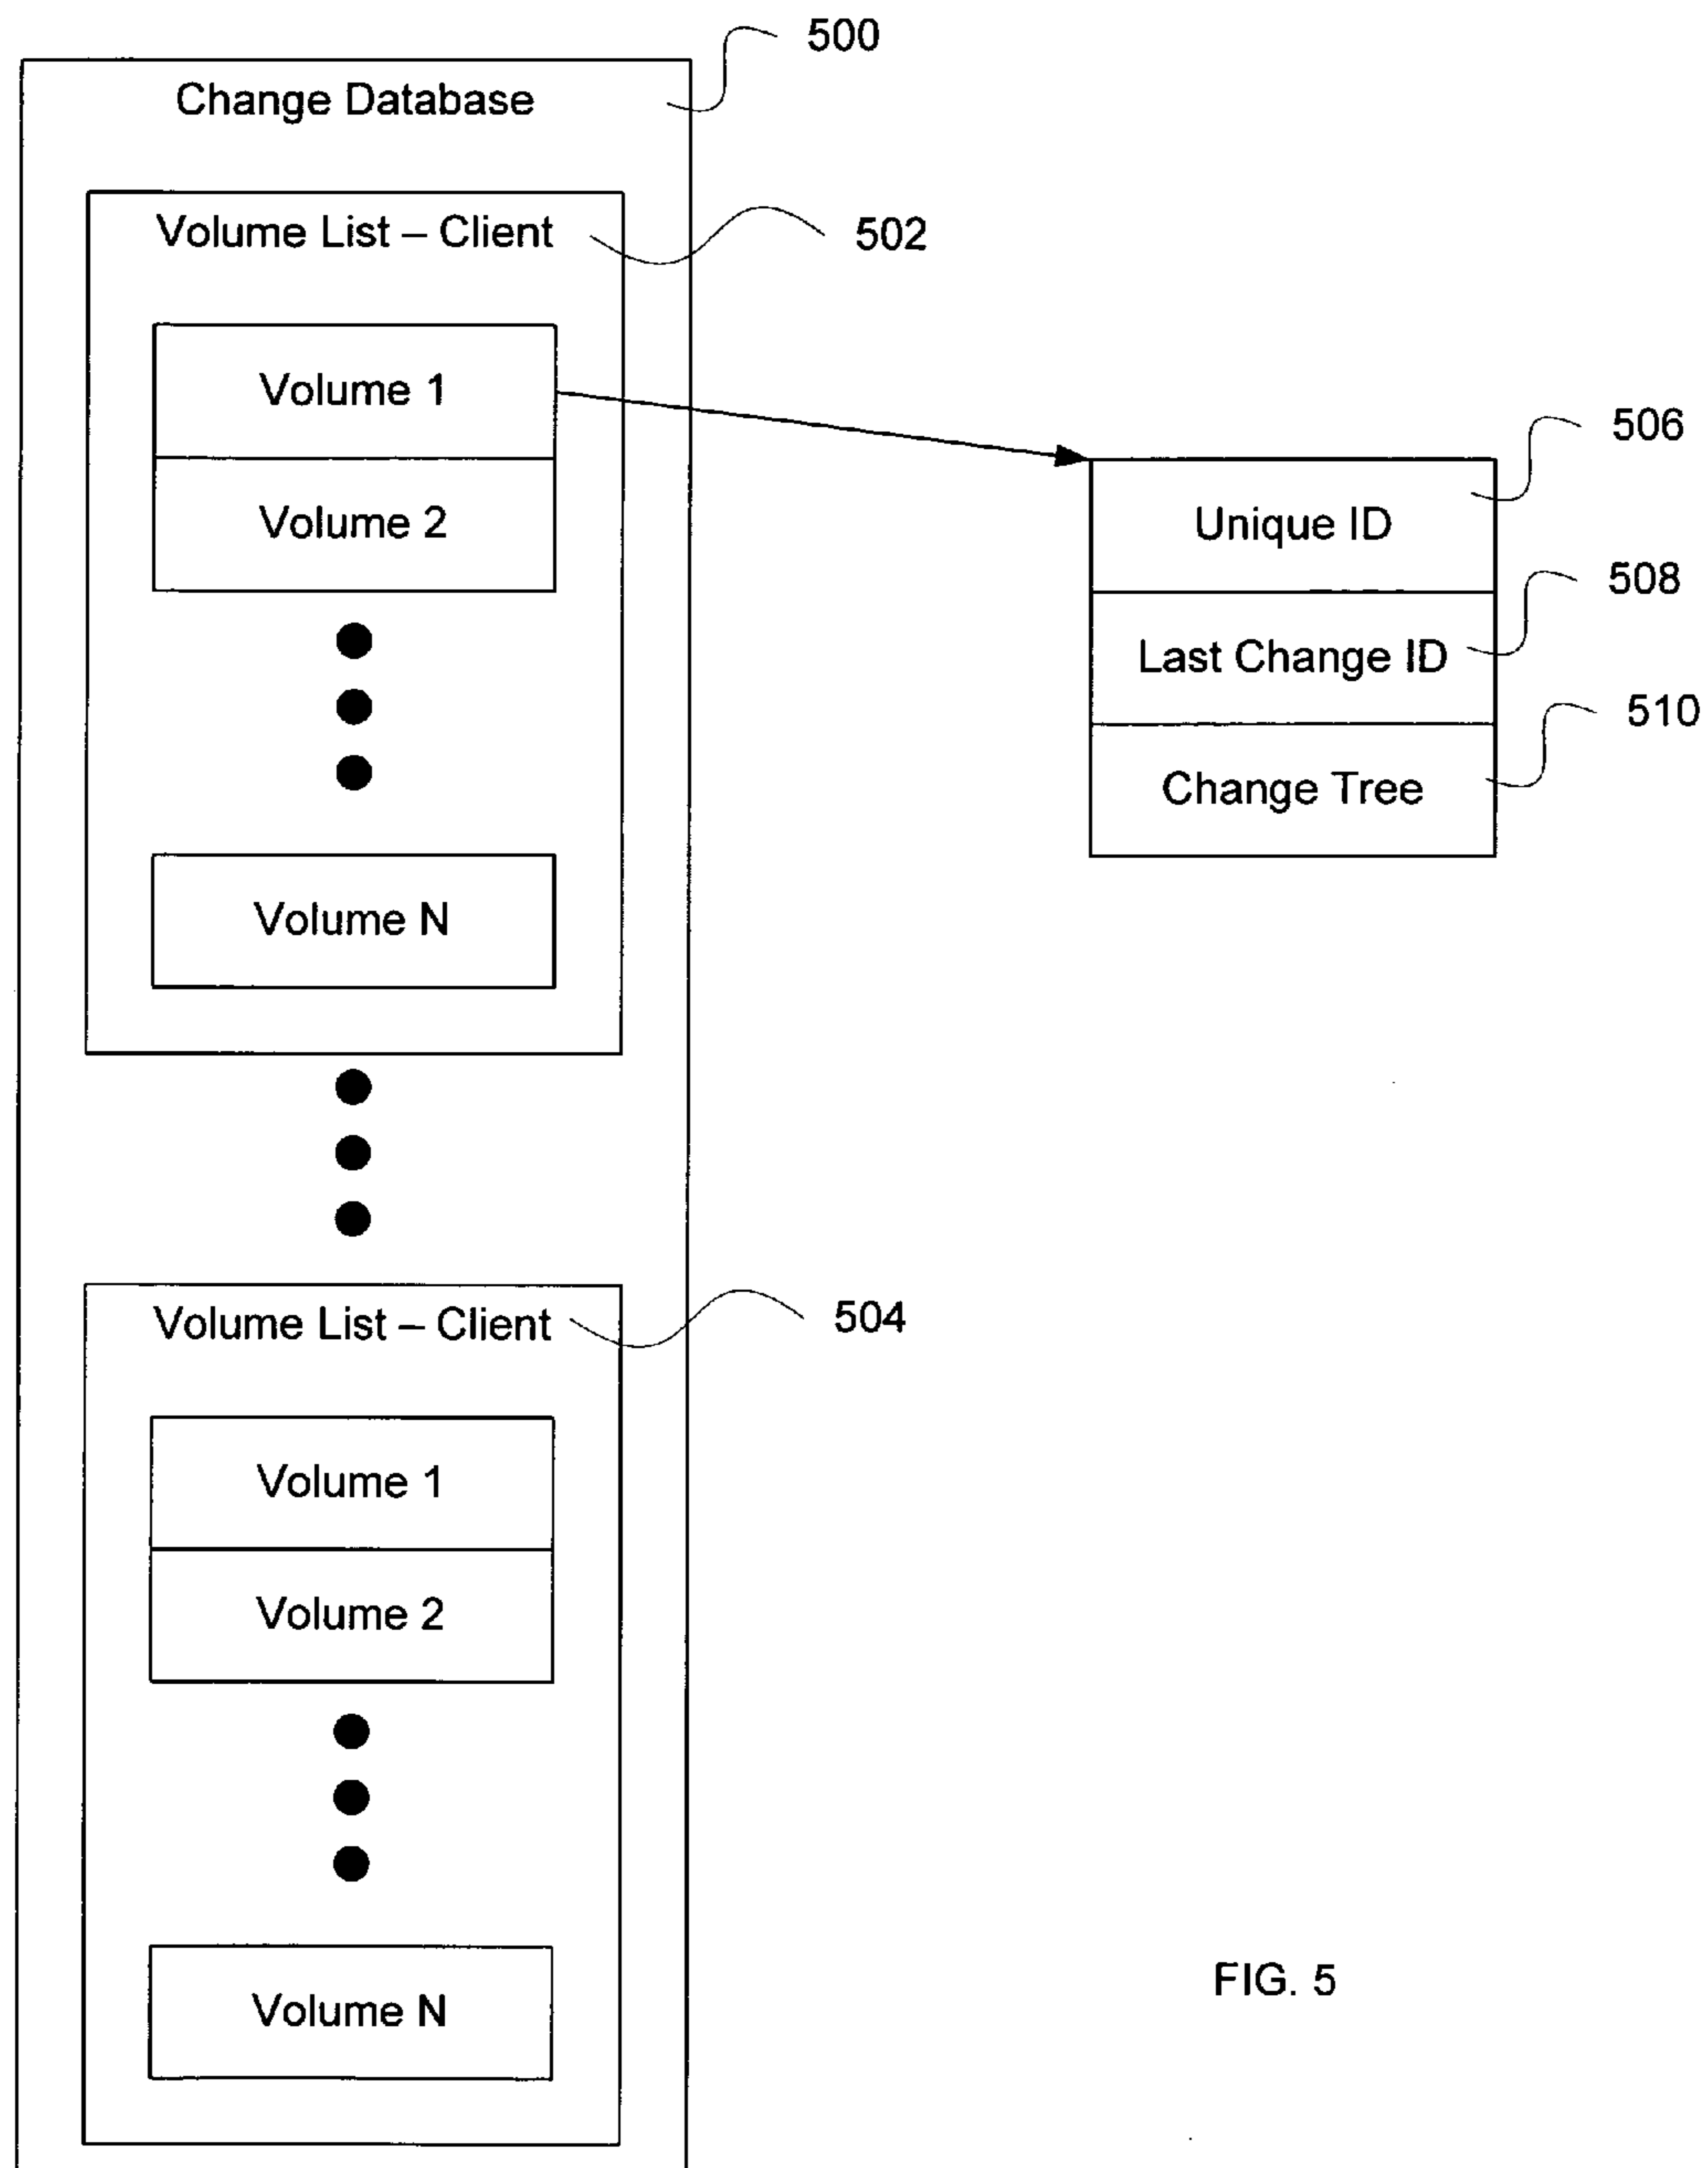 500
Change Database
Volume List – Client
502
Volume 1
Volume 2
Volume N
506
Unique ID
508
Last Change ID
510
Change Tree
Volume List – Client
504
Volume 1
Volume 2
Volume N
FIG. 5